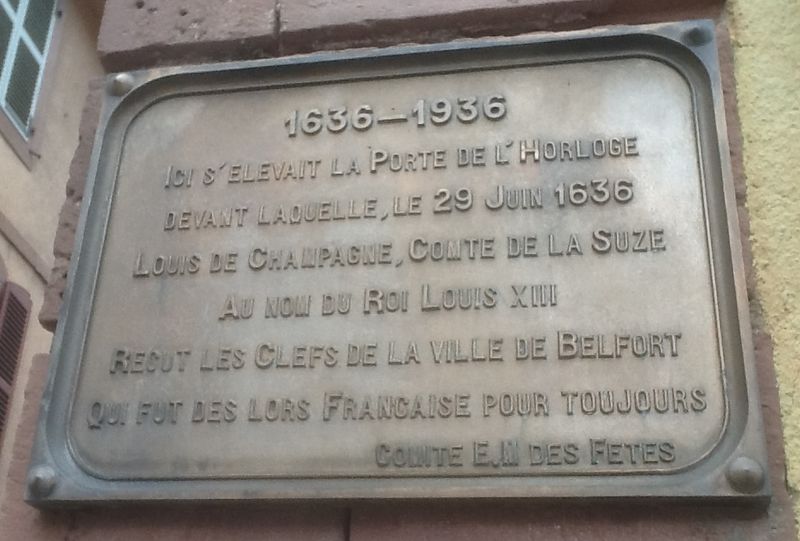 1636—1936
ICI S'ELEVAIT LA PORTE DE L'HORLOGE
DEVANT LAQUELLE, LE 29 JUIN 1636
LOUIS DE CHAMPAGNE, COMTE DE LA SUZE
AU NOM DU ROI LOUIS XIII
RECUT LES CLEFS DE LA VILLE DE BELFORT
QUI FUT DES LORS FRANCAISE POUR TOUJOURS
COMITE E.M DES FETES